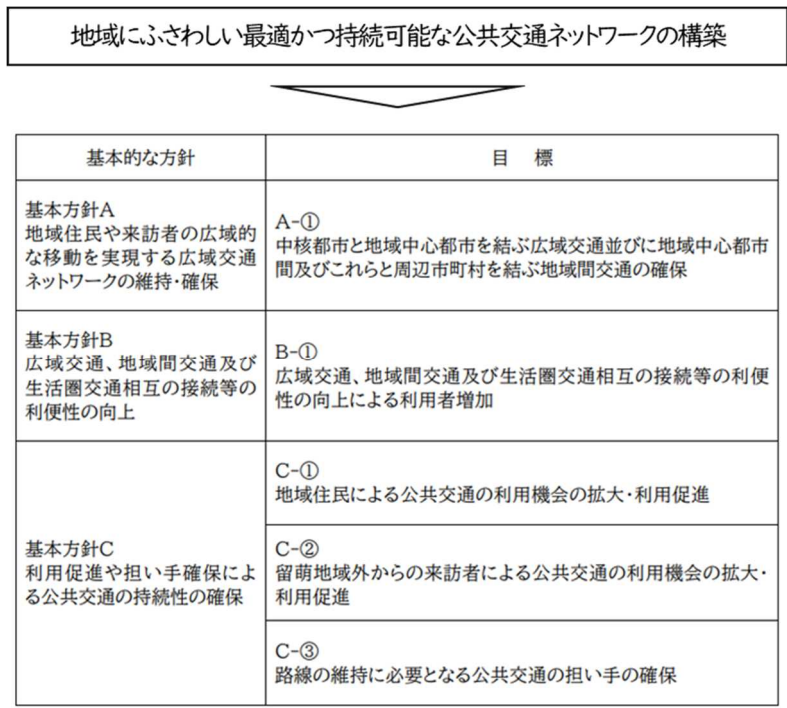 地域にふさわしい最適かつ持続可能な公共交通ネットワークの構築
基本的な方針
目　標
基本方針A
地域住民や来訪者の広域的
な移動を実現する広域交通
ネットワークの維持・確保
A-①
中核都市と地域中心都市を結ぶ広域交通並びに地域中心都市
間及びこれらと周辺市町村を結ぶ地域間交通の確保
基本方針B
広域交通、地域間交通及び
生活圏交通相互の接続等の
利便性の向上
B-①
広域交通、地域間交通及び生活圏交通相互の接続等の利便
性の向上による利用者増加
基本方針C
利用促進や担い手確保によ
る公共交通の持続性の確保
C-①
地域住民による公共交通の利用機会の拡大・利用促進
C-②
留萌地域外からの来訪者による公共交通の利用機会の拡大・
利用促進
C-③
路線の維持に必要となる公共交通の担い手の確保